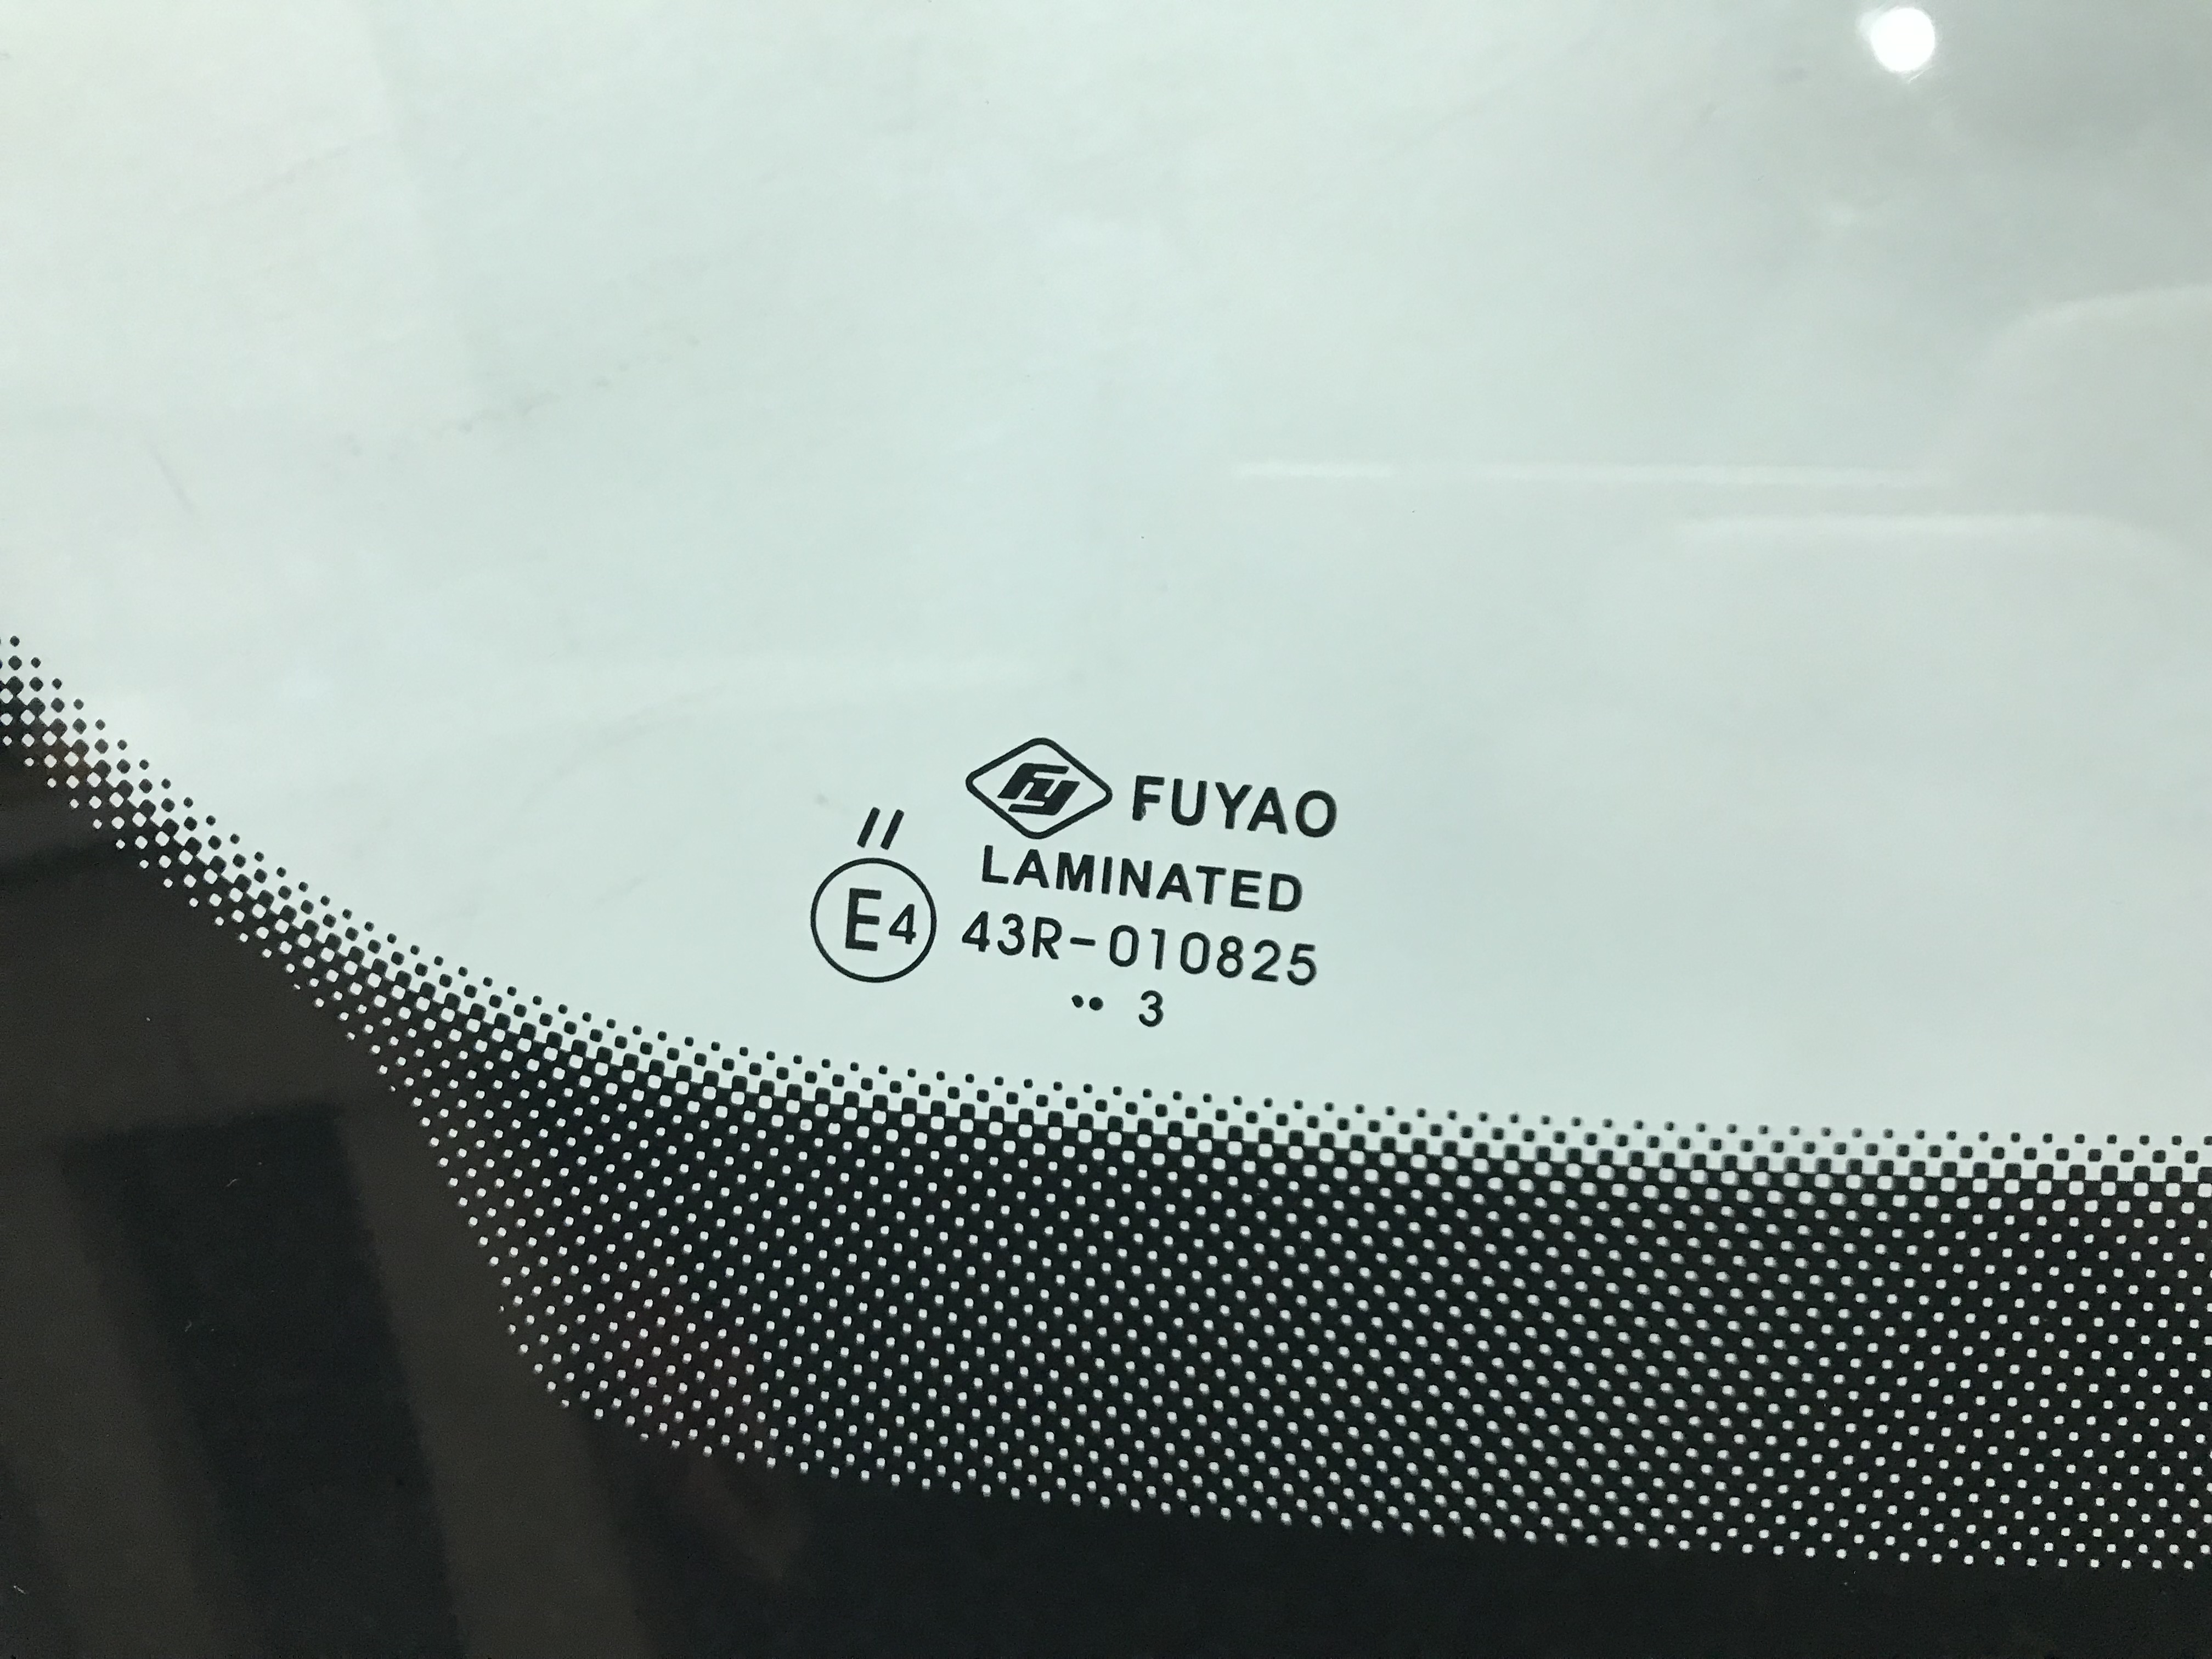 fy FUYAO
LAMINATED
//
E4 43R-010825
•• 3